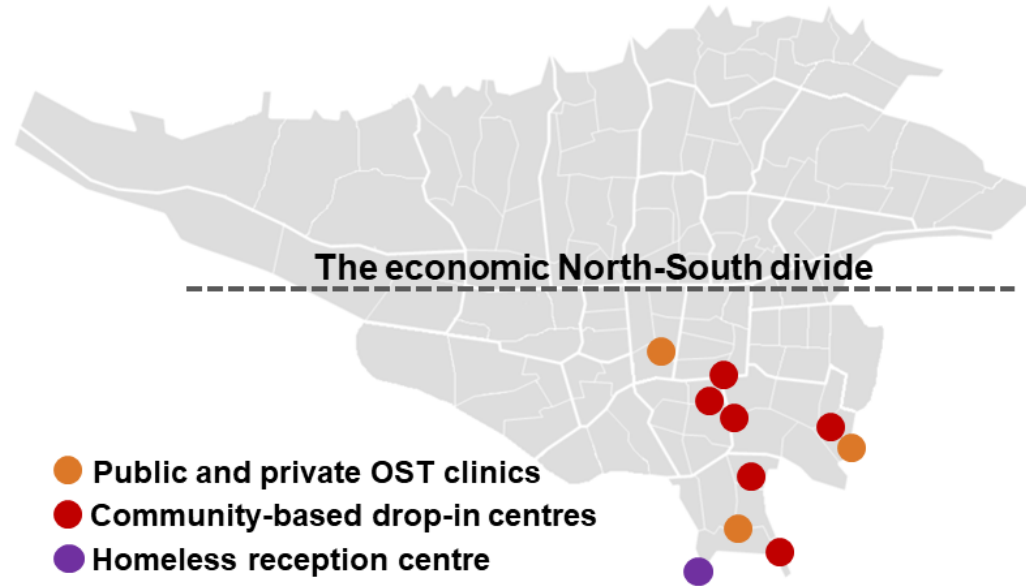 The economic North-South divide
Public and private OST clinics
Community-based drop-in centres
Homeless reception centre